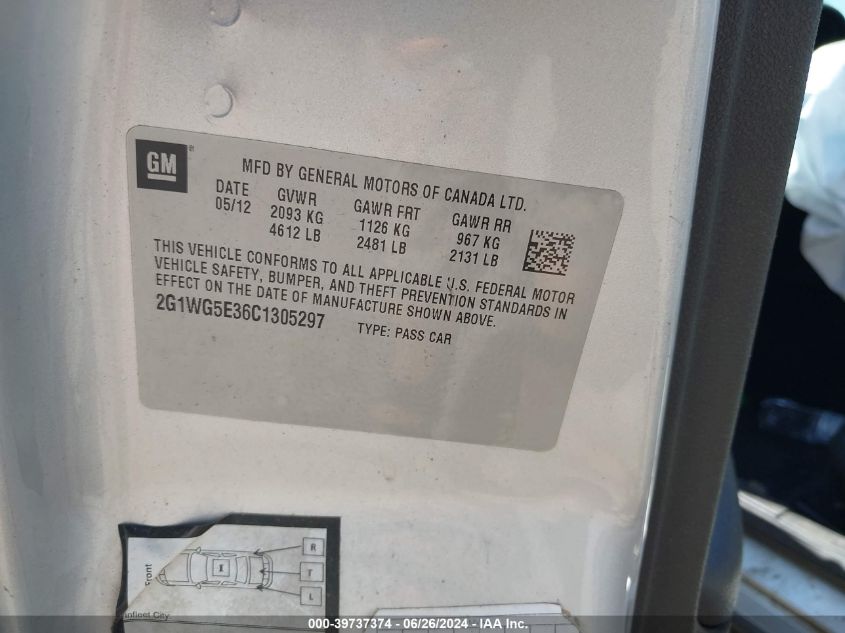 GM
MFD BY GENERAL MOTORS OF CANADA LTD.
DATE GVWR GAWR FRT GAWR RR
05/12 2093 KG 1126 KG 967 KG
4612 LB 2481 LB 2131 LB
THIS VEHICLE CONFORMS TO ALL APPLICABLE U.S. FEDERAL MOTOR
VEHICLE SAFETY, BUMPER, AND THEFT PREVENTION STANDARDS IN
EFFECT ON THE DATE OF MANUFACTURE SHOWN ABOVE.
2G1WG5E36C1305297 TYPE: PASS CAR
Front
R
I
T
L
City
000-39737374 - 06/26/2024 - IAA Inc.